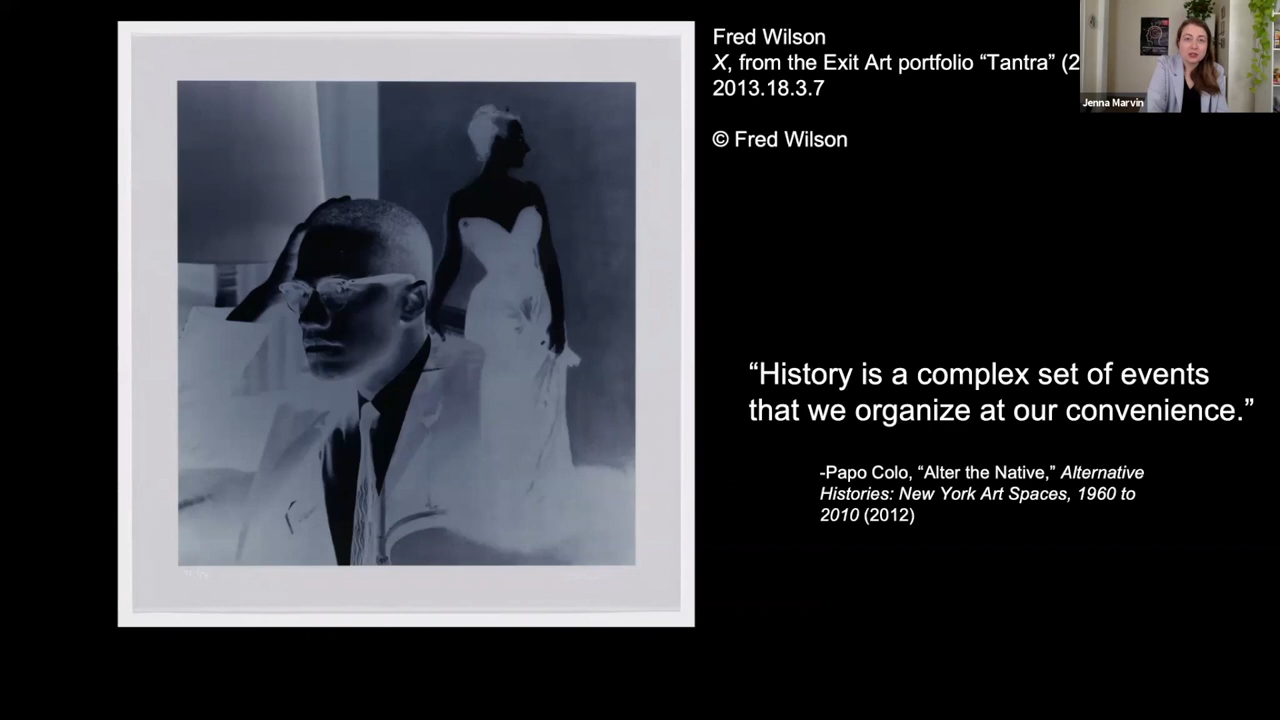 Fred Wilson
X, from the Exit Art portfolio “Tantra” (2
2013.18.3.7
© Fred Wilson
Jenna Marvin
“History is a complex set of events
that we organize at our convenience.”
-Papo Colo, “Alter the Native,” Alternative
Histories: New York Art Spaces, 1960 to
2010 (2012)